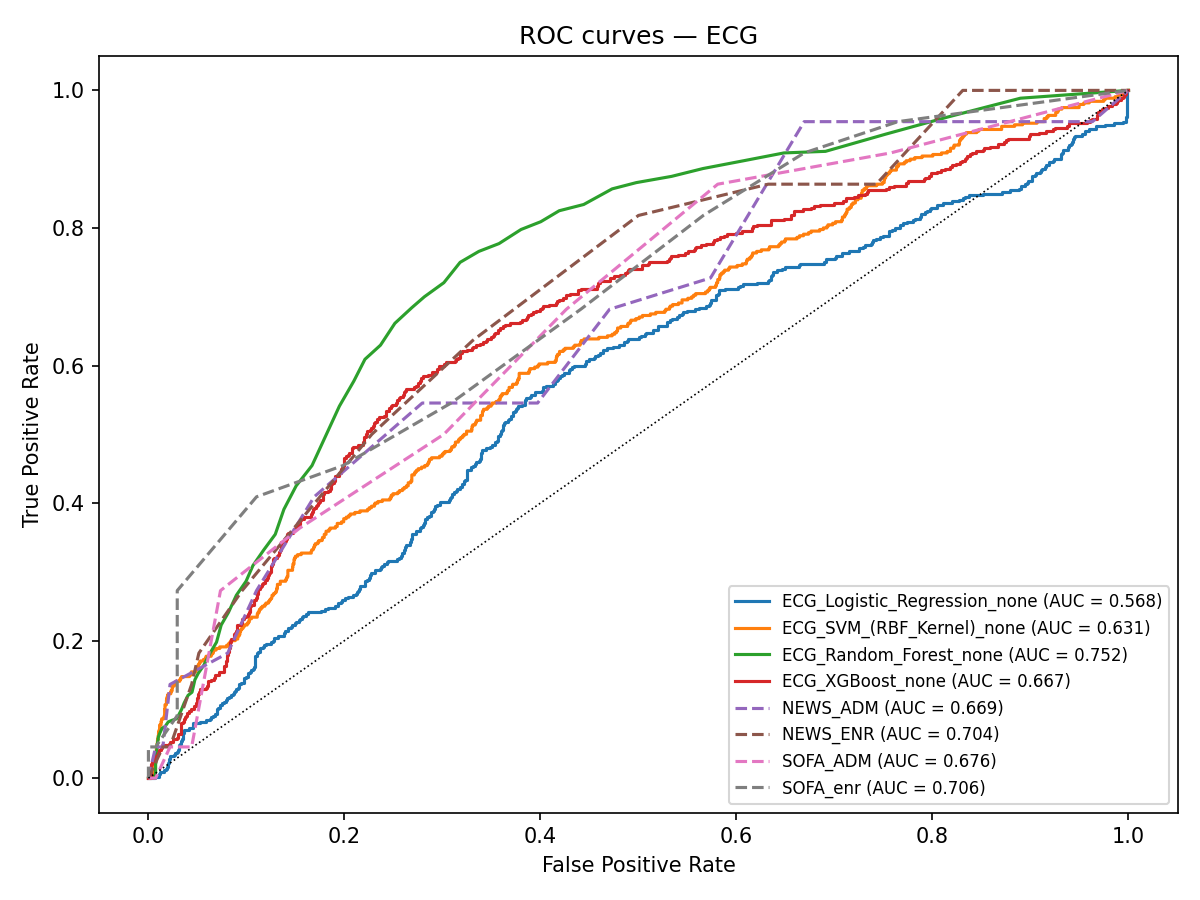 ROC curves — ECG
1.0
0.8
0.6
0.4
0.2
0.0
True Positive Rate
0.0 0.2 0.4 0.6 0.8 1.0
False Positive Rate
ECG_Logistic_Regression_none (AUC = 0.568)
ECG_SVM_(RBF_Kernel)_none (AUC = 0.631)
ECG_Random_Forest_none (AUC = 0.752)
ECG_XGBoost_none (AUC = 0.667)
NEWS_ADM (AUC = 0.669)
NEWS_ENR (AUC = 0.704)
SOFA_ADM (AUC = 0.676)
SOFA_enr (AUC = 0.706)